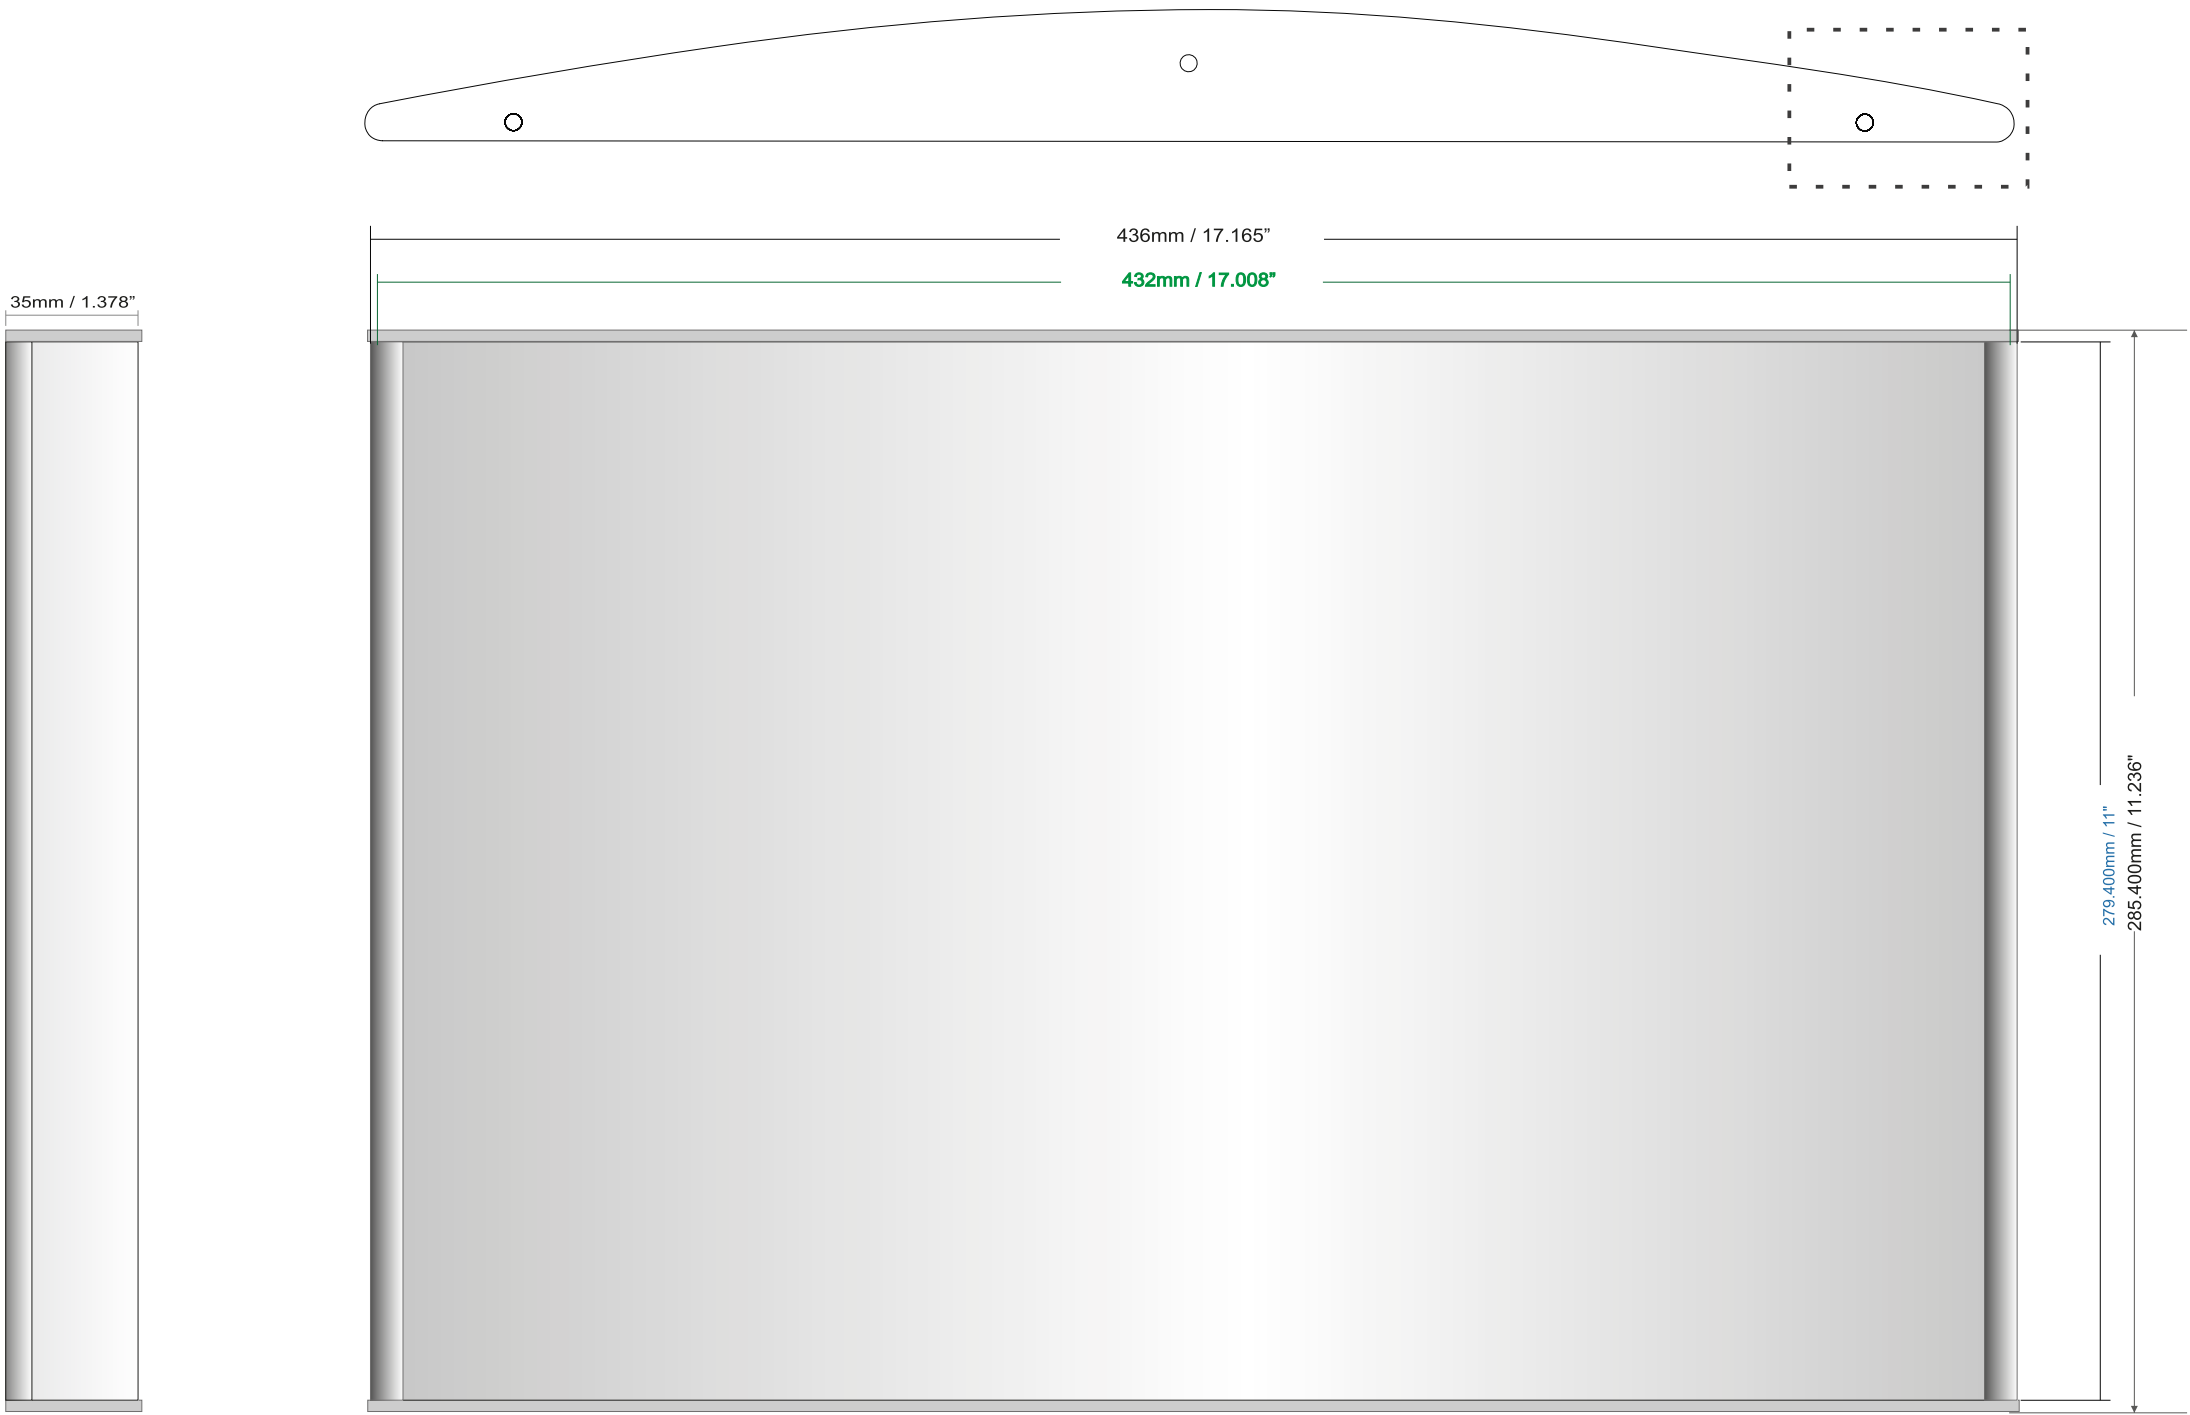 436mm / 17.165”
432mm / 17.008”
35mm / 1.378”
279.400mm / 11"
285.400mm / 11.236"